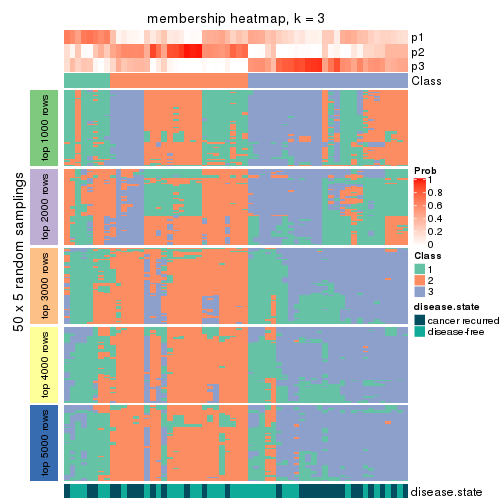 membership heatmap, k = 3
p1
p2
p3
Class
50 x 5 random samplings
top 1000 rows
top 2000 rows
top 3000 rows
top 4000 rows
top 5000 rows
Prob
1
0.8
0.6
0.4
0.2
0
Class
1
2
3
disease.state
cancer recurred
disease-free
disease.state